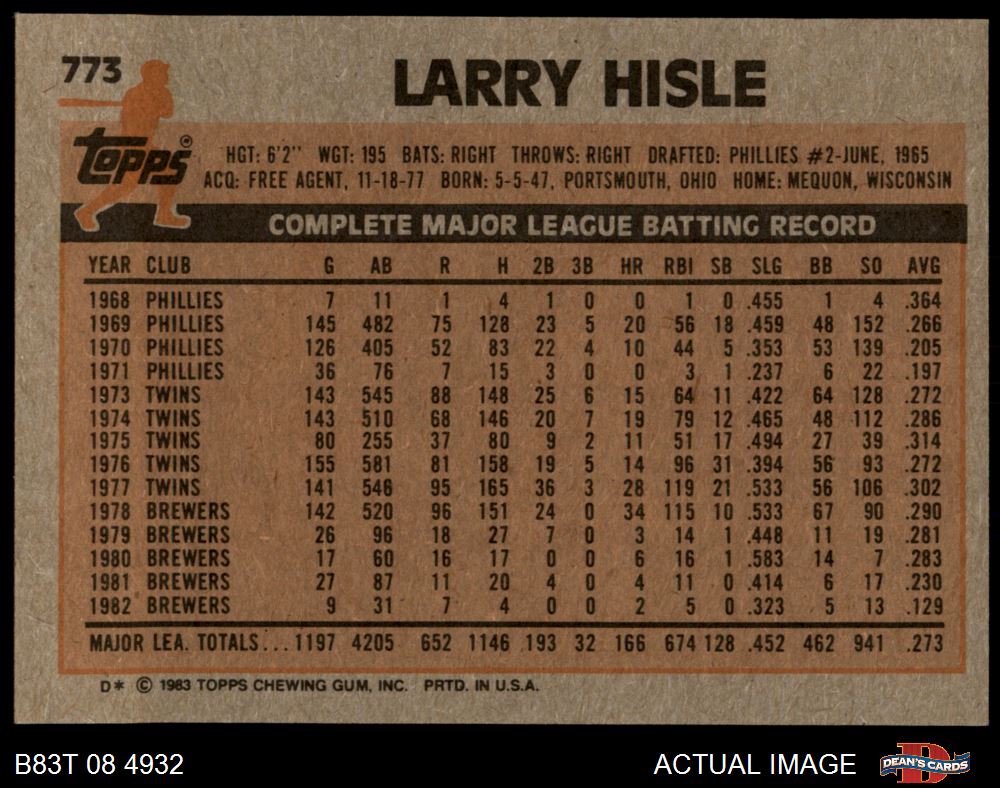 773
LARRY HISLE
TOPPS®
HGT: 6'2" WGT: 195 BATS: RIGHT THROWS: RIGHT DRAFTED: PHILLIES #2-JUNE, 1965
ACQ: FREE AGENT, 11-18-77 BORN: 5-5-47, PORTSMOUTH, OHIO HOME: MEQUON, WISCONSIN
COMPLETE MAJOR LEAGUE BATTING RECORD
YEAR CLUB G AB R H 2B 3B HR RBI SB SLG BB SO AVG
1968 PHILLIES 7 11 1 4 1 0 0 1 0 .455 1 4 .364
1969 PHILLIES 145 482 75 128 23 5 20 56 18 .459 48 152 .266
1970 PHILLIES 126 405 52 83 22 4 10 44 5 .353 53 139 .205
1971 PHILLIES 36 76 7 15 3 0 0 3 1 .237 6 22 .197
1973 TWINS 143 545 88 148 25 6 15 64 11 .422 64 128 .272
1974 TWINS 143 510 68 146 20 7 19 79 12 .465 48 112 .286
1975 TWINS 80 255 37 80 9 2 11 51 17 .494 27 39 .314
1976 TWINS 155 581 81 158 19 5 14 96 31 .394 56 93 .272
1977 TWINS 141 546 95 165 36 3 28 119 21 .533 56 106 .302
1978 BREWERS 142 520 96 151 24 0 34 115 10 .533 67 90 .290
1979 BREWERS 26 96 18 27 7 0 3 14 1 .448 11 19 .281
1980 BREWERS 17 60 16 17 0 0 6 16 1 .583 14 7 .283
1981 BREWERS 27 87 11 20 4 0 4 11 0 .414 6 17 .230
1982 BREWERS 9 31 7 4 0 0 2 5 0 .323 5 13 .129
MAJOR LEA. TOTALS... 1197 4205 652 1146 193 32 166 674 128 .452 462 941 .273
D* © 1983 TOPPS CHEWING GUM, INC. PRTD. IN U.S.A.
B83T 08 4932
ACTUAL IMAGE
D
DEAN'S CARDS